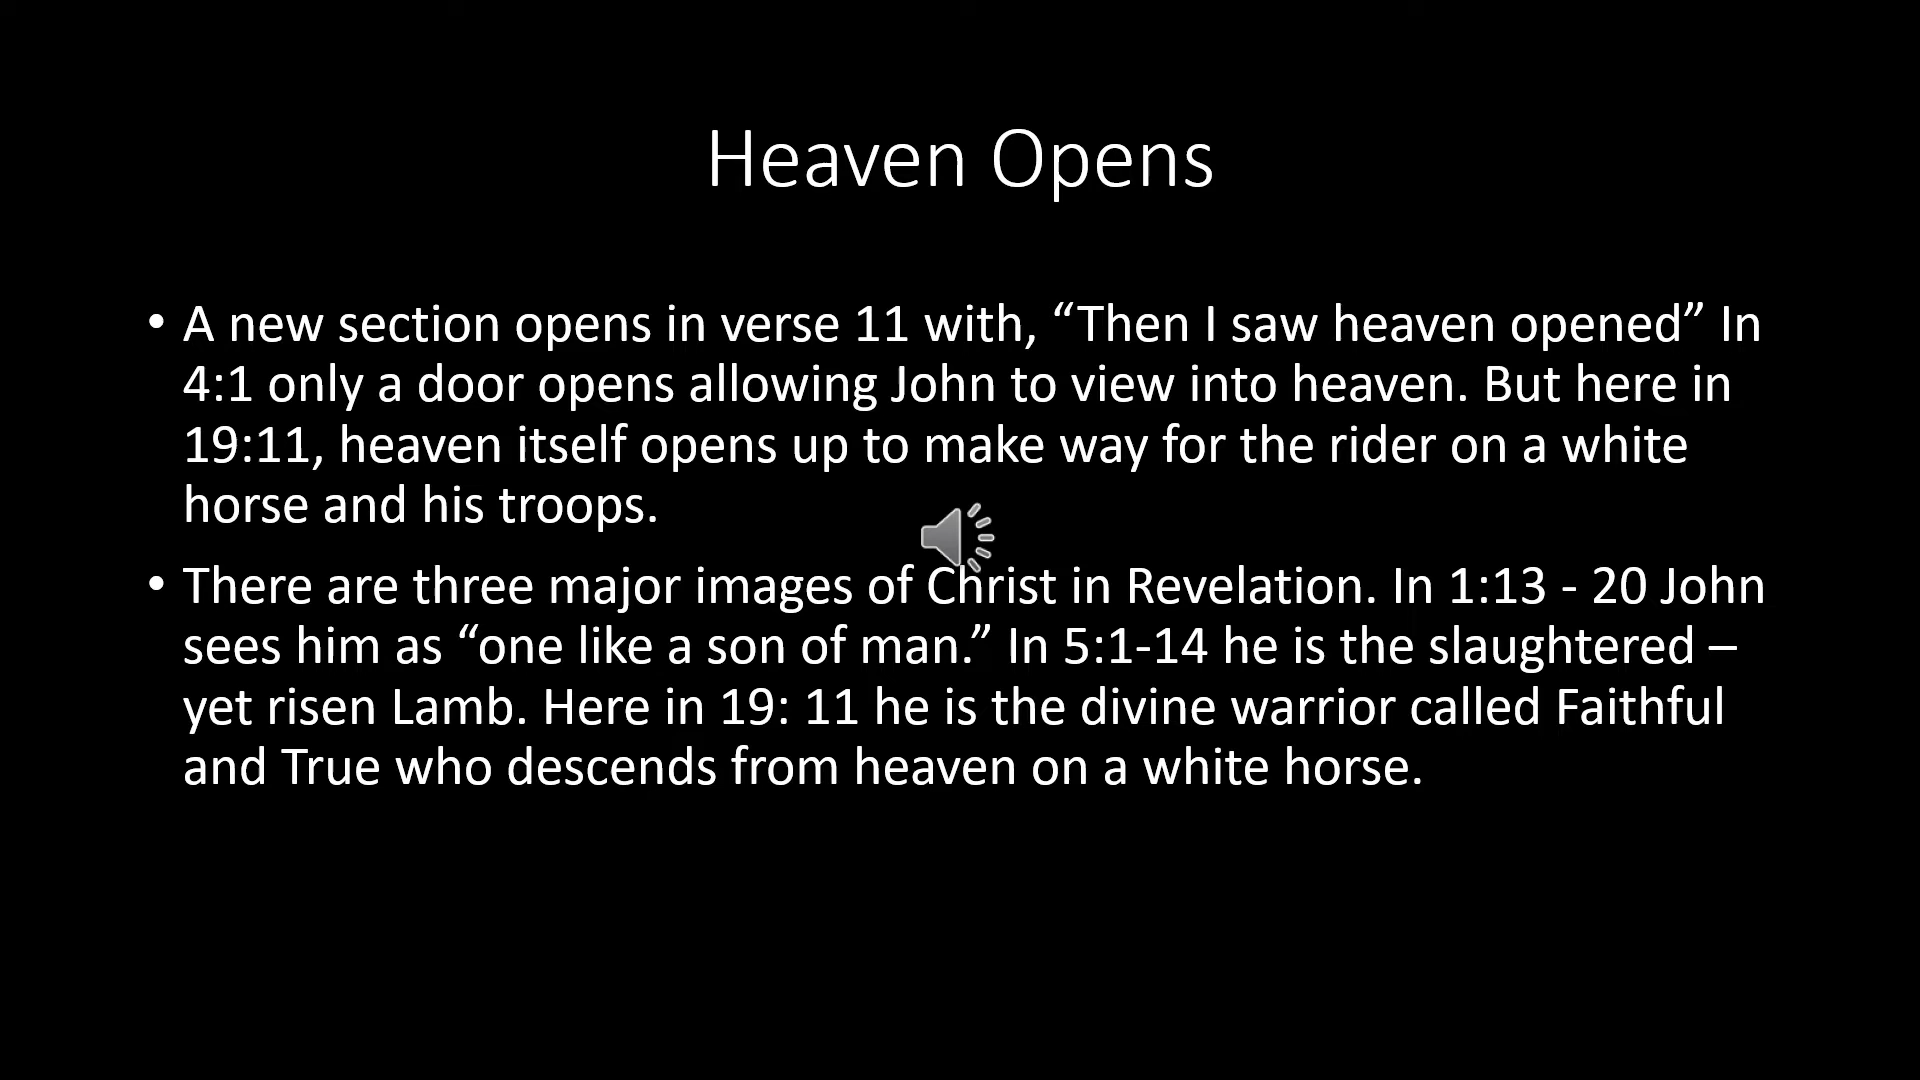 Heaven Opens
• A new section opens in verse 11 with, “Then I saw heaven opened” In
4:1 only a door opens allowing John to view into heaven. But here in
19:11, heaven itself opens up to make way for the rider on a white
horse and his troops.
• There are three major images of Christ in Revelation. In 1:13 - 20 John
sees him as “one like a son of man.” In 5:1-14 he is the slaughtered –
yet risen Lamb. Here in 19: 11 he is the divine warrior called Faithful
and True who descends from heaven on a white horse.